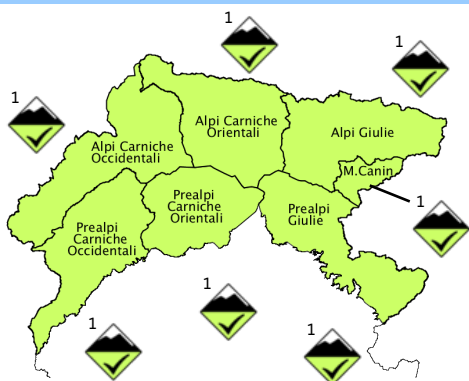 1
1
1
Alpi Carniche
Orientali
Alpi Giulie
Alpi Carniche
Occidentali
M.Canin
Prealpi
Carniche
Orientali
Prealpi
Giulie
1
Prealpi
Carniche
Occidentali
1
1
1